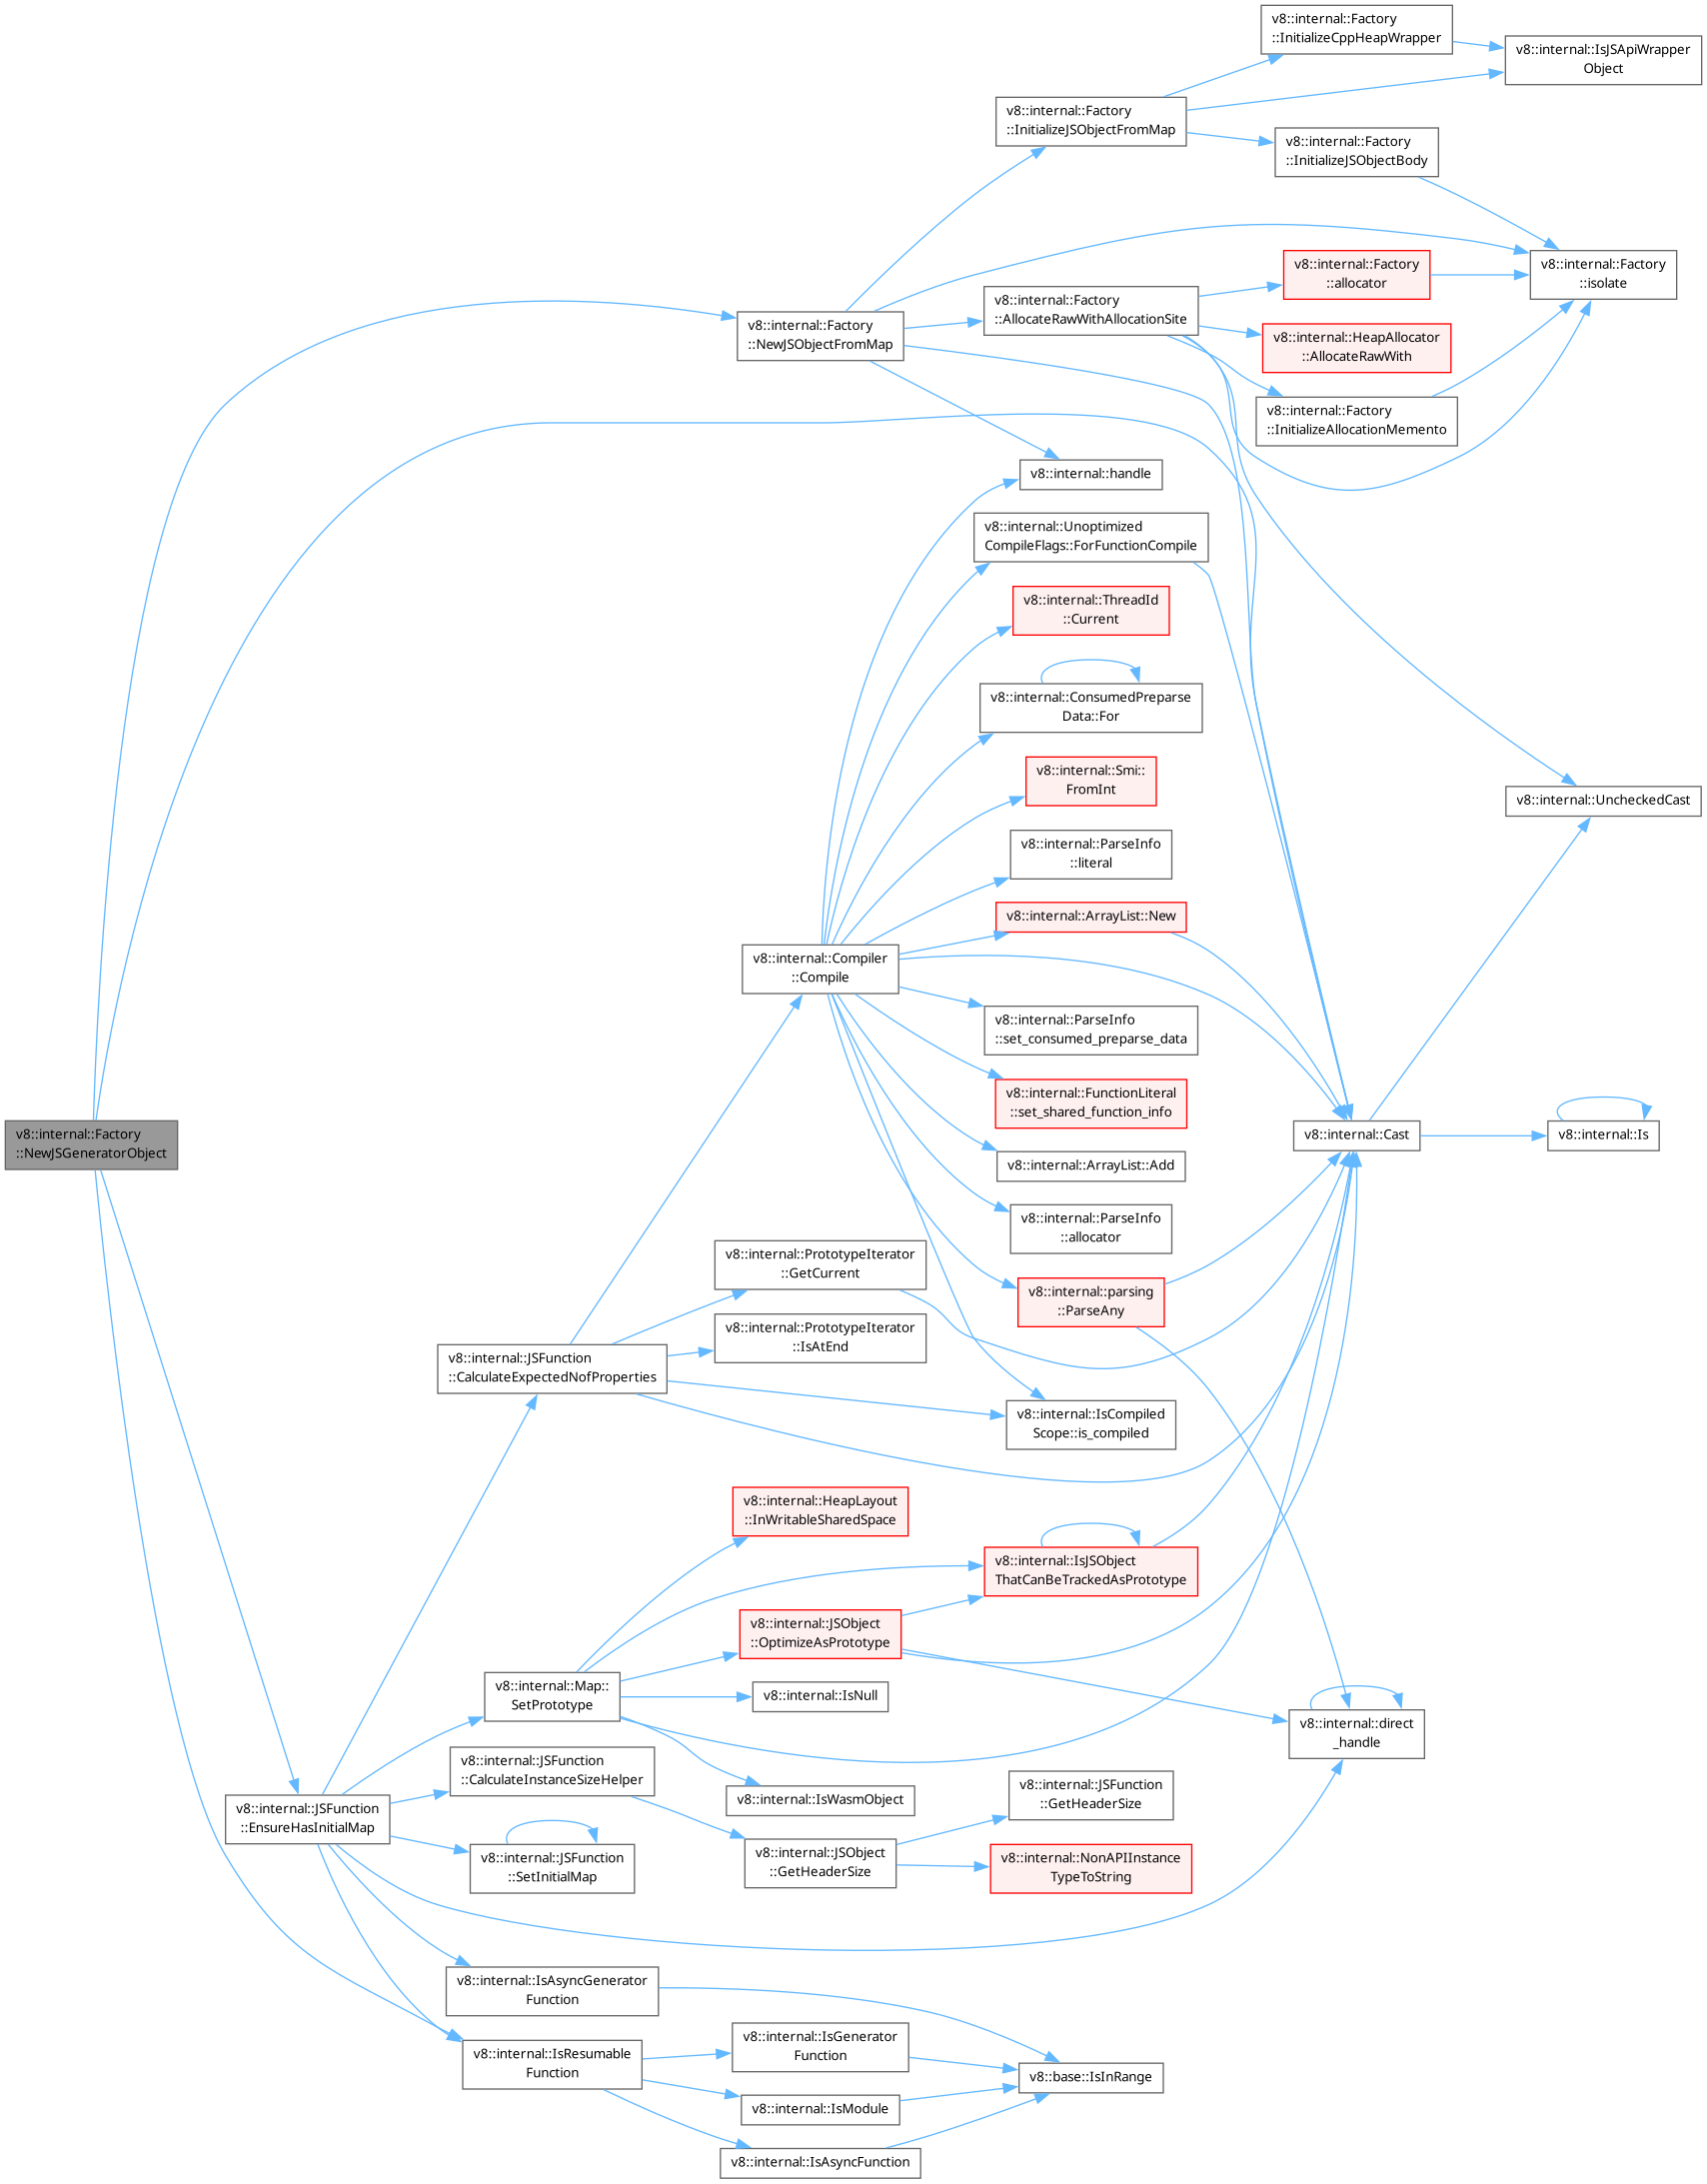 v8::internal::Factory
::InitializeCppHeapWrapper
v8::internal::IsJSApiWrapper
Object
v8::internal::Factory
::InitializeJSObjectFromMap
v8::internal::Factory
::InitializeJSObjectBody
v8::internal::Factory
::allocator
v8::internal::Factory
::isolate
v8::internal::Factory
::AllocateRawWithAllocationSite
v8::internal::Factory
::NewJSObjectFromMap
v8::internal::HeapAllocator
::AllocateRawWith
v8::internal::Factory
::InitializeAllocationMemento
v8::internal::handle
v8::internal::Unoptimized
CompileFlags::ForFunctionCompile
v8::internal::ThreadId
::Current
v8::internal::ConsumedPreparse
Data::For
v8::internal::Smi::
FromInt
v8::internal::UncheckedCast
v8::internal::ParseInfo
::literal
v8::internal::ArrayList::New
v8::internal::Compiler
::Compile
v8::internal::ParseInfo
::set_consumed_preparse_data
v8::internal::FunctionLiteral
::set_shared_function_info
v8::internal::Factory
::NewJSGeneratorObject
v8::internal::Cast
v8::internal::Is
v8::internal::ArrayList::Add
v8::internal::ParseInfo
::allocator
v8::internal::PrototypeIterator
::GetCurrent
v8::internal::parsing
::ParseAny
v8::internal::PrototypeIterator
::IsAtEnd
v8::internal::JSFunction
::CalculateExpectedNofProperties
v8::internal::IsCompiled
Scope::is_compiled
v8::internal::HeapLayout
::InWritableSharedSpace
v8::internal::IsJSObject
ThatCanBeTrackedAsPrototype
v8::internal::JSObject
::OptimizeAsPrototype
v8::internal::Map::
SetPrototype
v8::internal::IsNull
v8::internal::direct
_handle
v8::internal::JSFunction
::CalculateInstanceSizeHelper
v8::internal::IsWasmObject
v8::internal::JSFunction
::GetHeaderSize
v8::internal::JSFunction
::EnsureHasInitialMap
v8::internal::JSFunction
::SetInitialMap
v8::internal::JSObject
::GetHeaderSize
v8::internal::NonAPIInstance
TypeToString
v8::internal::IsAsyncGenerator
Function
v8::internal::IsResumable
Function
v8::internal::IsGenerator
Function
v8::base::IsInRange
v8::internal::IsModule
v8::internal::IsAsyncFunction